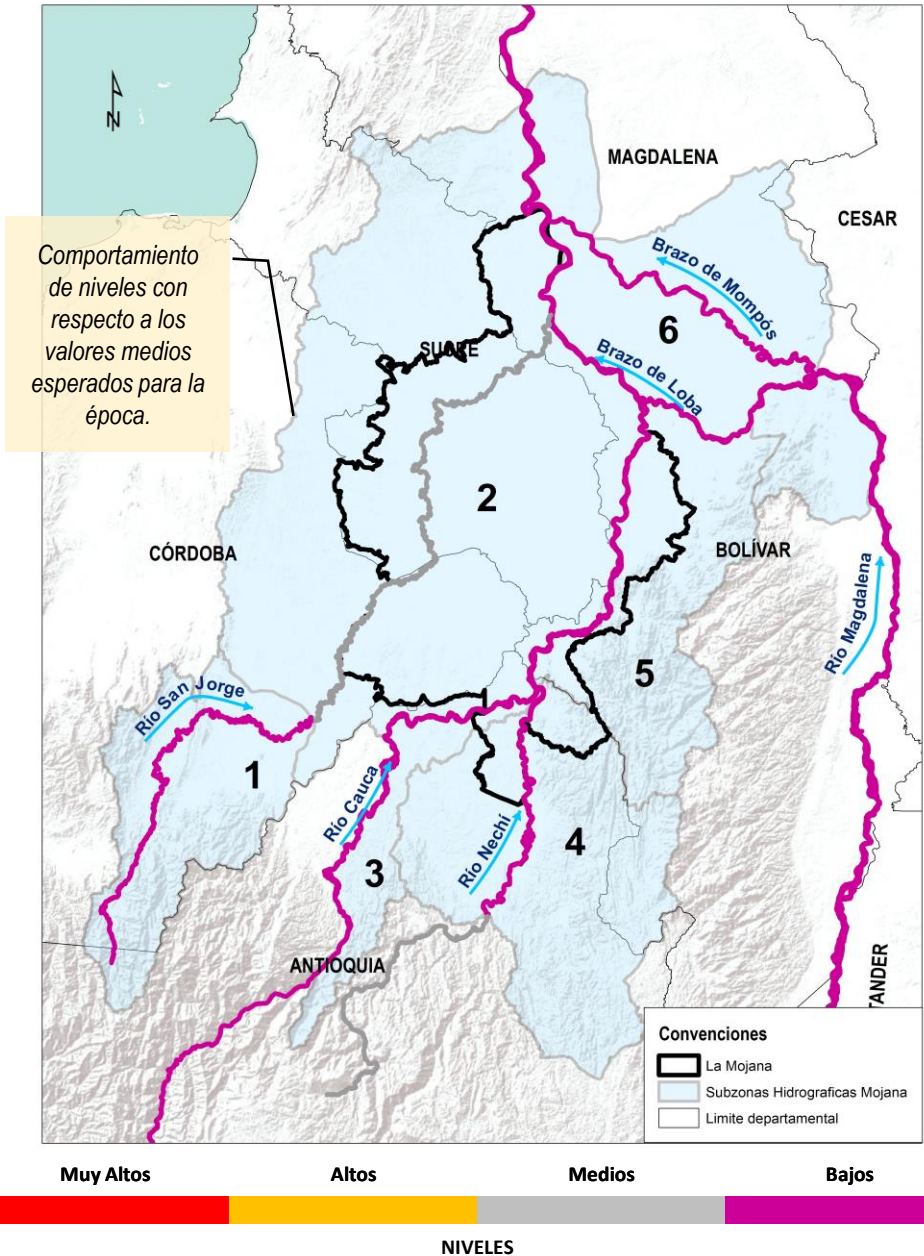 N
MAGDALENA
CESAR
Comportamiento
de niveles con
respecto a los
valores medios
esperados para la
época.
Brazo de Mompós
6
SUCRE
Brazo de Loba
2
CÓRDOBA
BOLÍVAR
Río Magdalena
5
Río San Jorge
1
Río Cauca
3
Río Nechí
4
ANTIOQUIA
TANDER
Convenciones
La Mojana
Subzonas Hidrograficas Mojana
Limite departamental
Muy Altos
Altos
Medios
Bajos
NIVELES